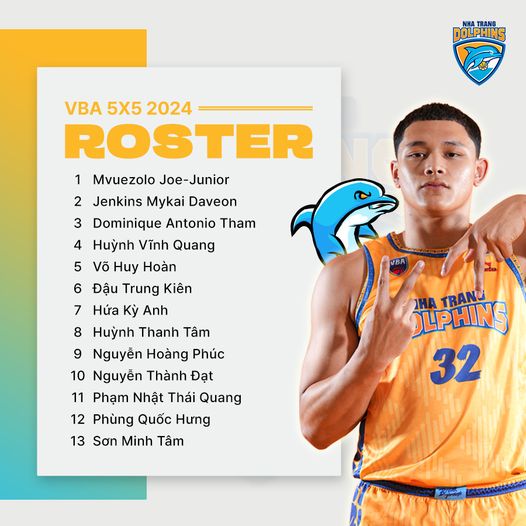 NHA TRANG
DOLPHINS
VBA 5X5 2024
ROSTER
1 Mvuezolo Joe-Junior
2 Jenkins Mykai Daveon
3 Dominique Antonio Tham
4 Huỳnh Vĩnh Quang
5 Võ Huy Hoàn
6 Đậu Trung Kiên
7 Hứa Kỳ Anh
8 Huỳnh Thanh Tâm
9 Nguyễn Hoàng Phúc
10 Nguyễn Thành Đạt
11 Phạm Nhật Thái Quang
12 Phùng Quốc Hưng
13 Sơn Minh Tâm
VBA
NHA TRANG
DOLPHINS
32